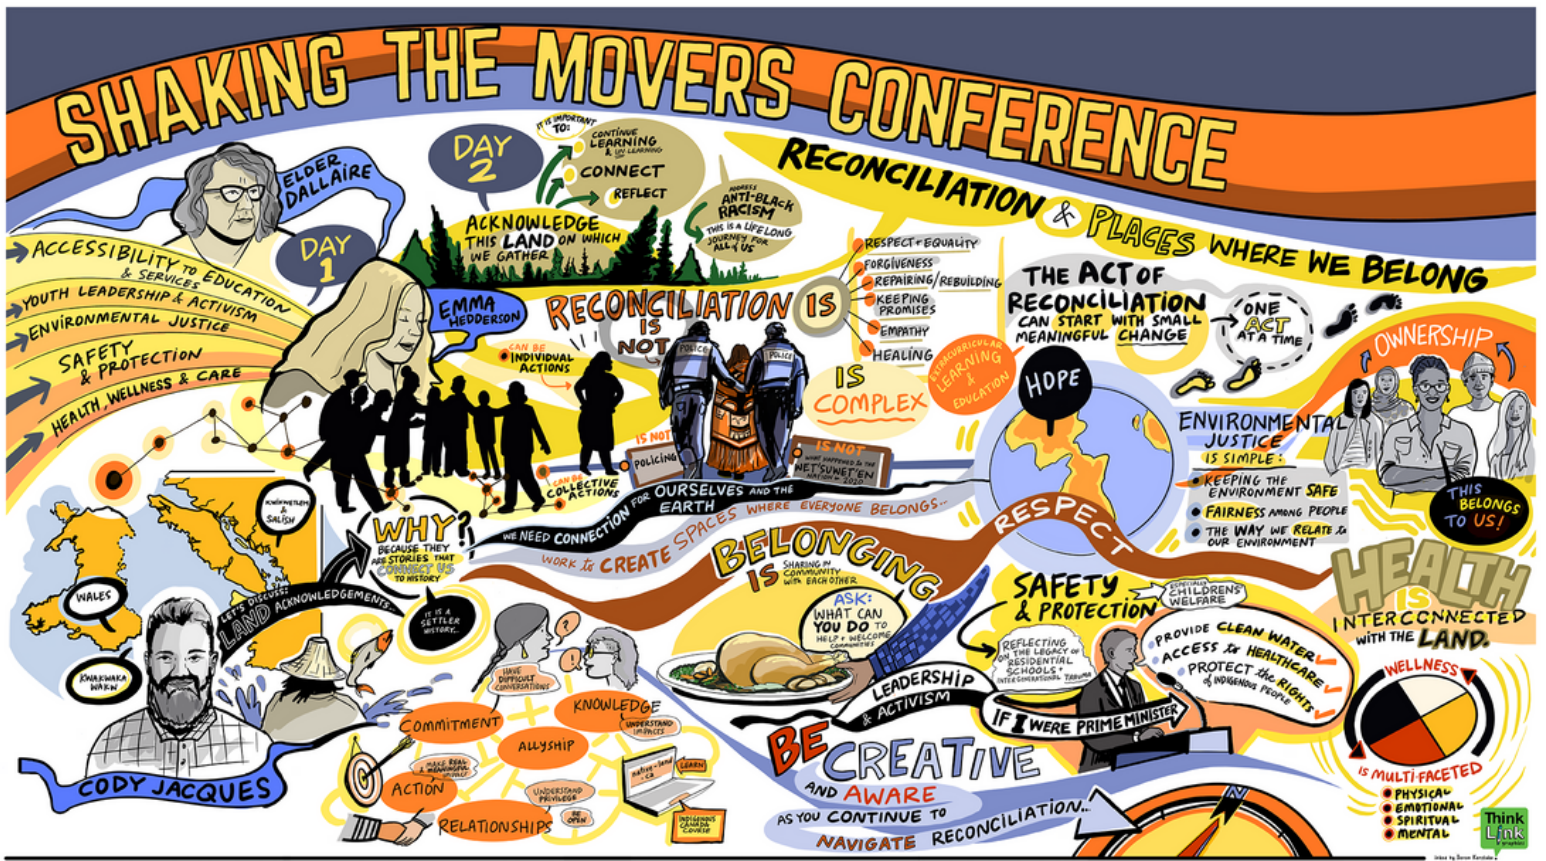 SHAKING THE MOVERS CONFERENCE
ELDER
DALLAIRE
DAY
1
ACCESSIBILITY TO EDUCATION
& SERVICES
YOUTH LEADERSHIP & ACTIVISM
ENVIRONMENTAL JUSTICE
SAFETY
& PROTECTION
HEALTH, WELLNESS & CARE
EMMA
HEDDERSON
DAY
2
IT IS IMPORTANT
TO:
CONTINUE
LEARNING
& UN-LEARNING
CONNECT
REFLECT
ACKNOWLEDGE
THIS LAND ON WHICH
WE GATHER
ADDRESS
ANTI-BLACK
RACISM
THIS IS A LIFE LONG
JOURNEY FOR
ALL of US
RECONCILIATION & PLACES WHERE WE BELONG
RECONCILIATION IS
RESPECT + EQUALITY
FORGIVENESS
REPAIRING/REBUILDING
KEEPING
PROMISES
EMPATHY
HEALING
IS
NOT
POLICE
POLICE
IS NOT
POLICING
IS NOT
WHAT HAPPENED to the
WET'SUWET'EN
NATION in 2020
CAN BE
INDIVIDUAL
ACTIONS
CAN BE
COLLECTIVE
ACTIONS
IS
COMPLEX
EXTRACURRICULAR
LEARNING
&
EDUCATION
THE ACT OF
RECONCILIATION
CAN START WITH SMALL
MEANINGFUL CHANGE
ONE
ACT
AT A TIME
HOPE
RESPECT
OWNERSHIP
THIS
BELONGS
TO US!
ENVIRONMENTAL
JUSTICE
IS SIMPLE:
KEEPING THE
ENVIRONMENT SAFE
FAIRNESS AMONG PEOPLE
THE WAY WE RELATE to
OUR ENVIRONMENT
WE NEED CONNECTION FOR OURSELVES AND THE
EARTH
WORK to CREATE SPACES WHERE EVERYONE BELONGS...
KWIKWETLEM
&
SALISH
WALES
KWAKWAKA
WAKN
CODY JACQUES
LET'S DISCUSS:
LAND ACKNOWLEDGEMENTS...
WHY?
BECAUSE THEY
ARE STORIES THAT
CONNECT US
TO HISTORY
IT IS A
SETTLER
HISTORY...
HAVE
DIFFICULT
CONVERSATIONS
?
!
COMMITMENT
KNOWLEDGE
UNDERSTAND
IMPACTS
ALLYSHIP
MAKE REAL
& MEANINGFUL
IMPACT
ACTION
UNDERSTAND
PRIVILEGE
BE
OPEN
RELATIONSHIPS
native-land
.ca
LEARN
INDIGENOUS
CANADA
COURSE
BELONGING
IS
SHARING IN
COMMUNITY
with EACH OTHER
ASK:
WHAT CAN
YOU DO TO
HELP + WELCOME
COMMUNITIES
LEADERSHIP
& ACTIVISM
SAFETY
& PROTECTION
ESPECIALLY
CHILDRENS'
WELFARE
REFLECTING
ON THE LEGACY of
RESIDENTIAL
SCHOOLS +
INTERGENERATIONAL TRAUMA
IF I WERE PRIME MINISTER
PROVIDE CLEAN WATER
ACCESS to HEALTHCARE
PROTECT the RIGHTS
of INDIGENOUS PEOPLE
BE CREATIVE
AND AWARE
AS YOU CONTINUE TO
NAVIGATE RECONCILIATION...
N
HEALTH
IS
INTERCONNECTED
WITH THE LAND.
WELLNESS
IS MULTI-FACETED
PHYSICAL
EMOTIONAL
SPIRITUAL
MENTAL
Think
Link
graphics